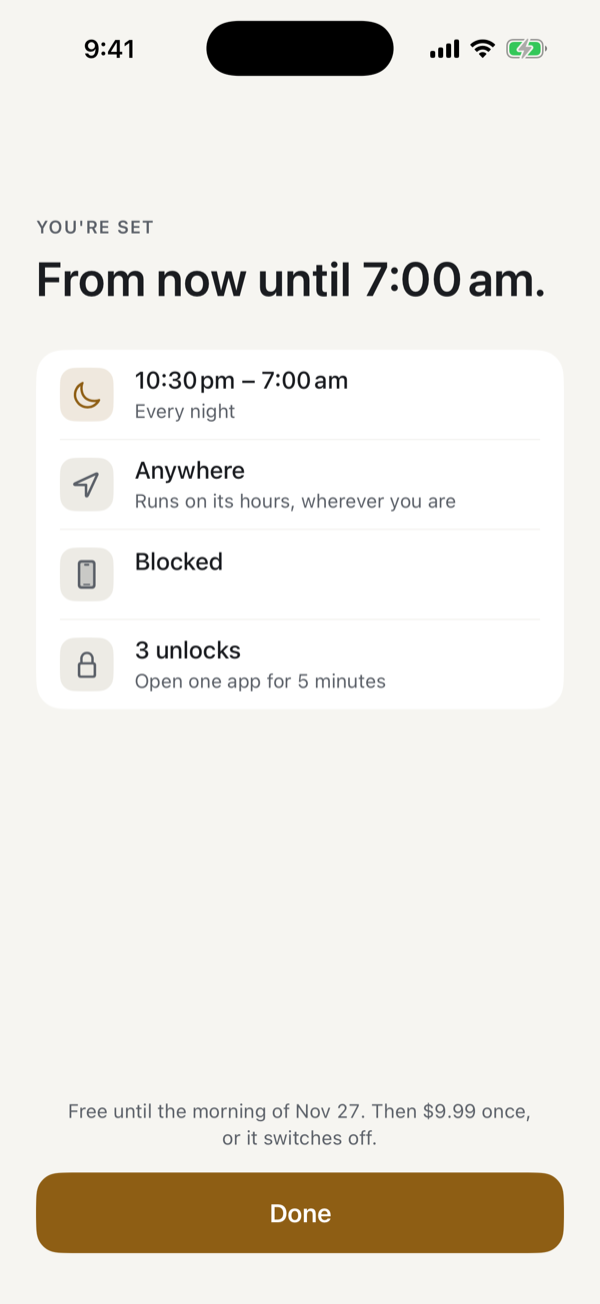 9:41
YOU'RE SET
From now until 7:00 am.
10:30 pm – 7:00 am
Every night
Anywhere
Runs on its hours, wherever you are
Blocked
3 unlocks
Open one app for 5 minutes
Free until the morning of Nov 27. Then $9.99 once,
or it switches off.
Done